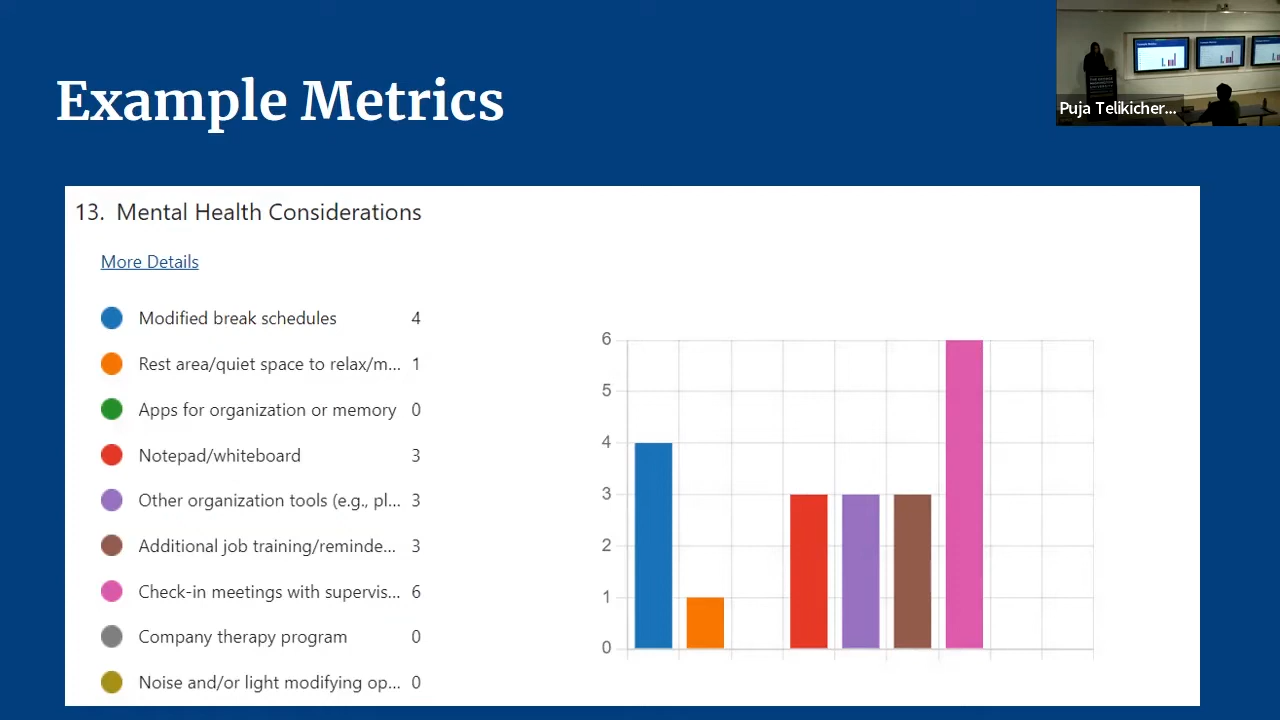 Example Metrics
Puja Telikicher...
13. Mental Health Considerations
More Details
Modified break schedules 4
Rest area/quiet space to relax/m... 1
Apps for organization or memory 0
Notepad/whiteboard 3
Other organization tools (e.g., pl... 3
Additional job training/reminde... 3
Check-in meetings with supervis... 6
Company therapy program 0
Noise and/or light modifying op... 0
6
5
4
3
2
1
0